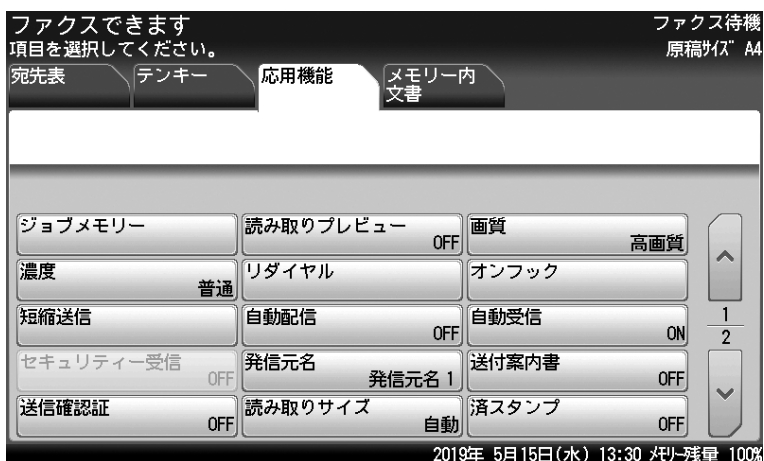 ファクスできます
ファクス待機
項目を選択してください。
原稿ｻｲｽﾞ A4
宛先表
テンキー
応用機能
メモリー内
文書
ジョブメモリー
読み取りプレビュー
OFF
画質
高画質
濃度
普通
リダイヤル
オンフック
短縮送信
自動配信
OFF
自動受信
ON
1
2
セキュリティー受信
OFF
発信元名
発信元名 1
送付案内書
OFF
送信確認証
OFF
読み取りサイズ
自動
済スタンプ
OFF
2019年 5月15日(水) 13:30 ﾒﾓﾘｰ残量 100%